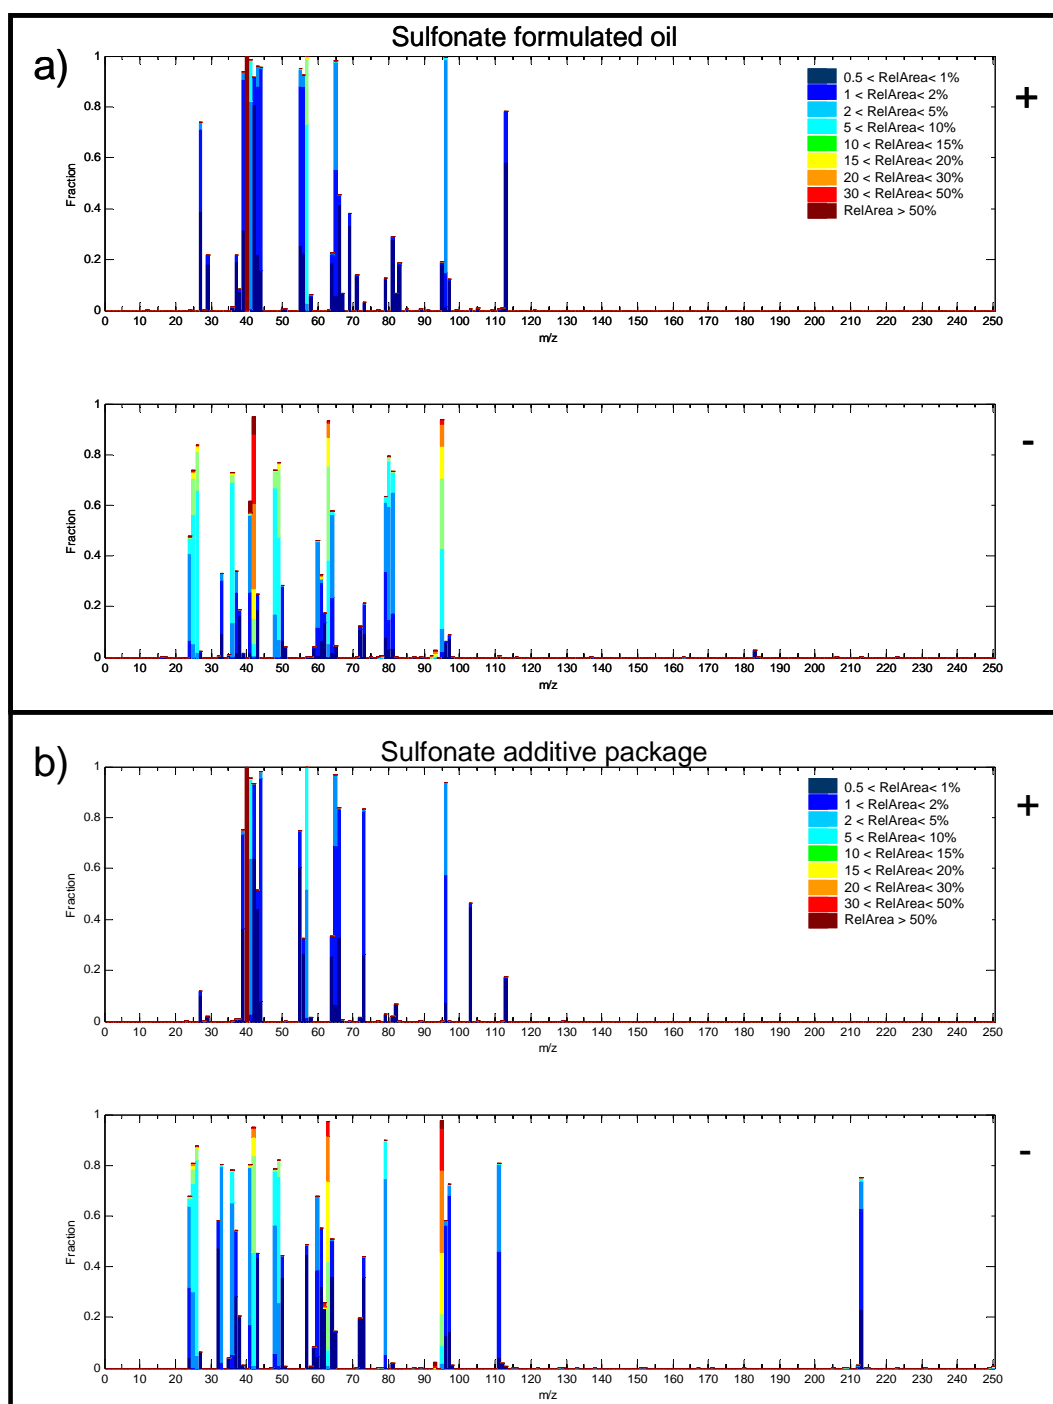 Sulfonate formulated oil
a)
+
0.5 < RelArea< 1%
1 < RelArea< 2%
2 < RelArea< 5%
5 < RelArea< 10%
10 < RelArea< 15%
15 < RelArea< 20%
20 < RelArea< 30%
30 < RelArea< 50%
RelArea > 50%
1
0.8
0.6
0.4
0.2
0
Fraction
0 10 20 30 40 50 60 70 80 90 100 110 120 130 140 150 160 170 180 190 200 210 220 230 240 250
m/z
-
1
0.8
0.6
0.4
0.2
0
Fraction
0 10 20 30 40 50 60 70 80 90 100 110 120 130 140 150 160 170 180 190 200 210 220 230 240 250
m/z
Sulfonate additive package
b)
+
0.5 < RelArea< 1%
1 < RelArea< 2%
2 < RelArea< 5%
5 < RelArea< 10%
10 < RelArea< 15%
15 < RelArea< 20%
20 < RelArea< 30%
30 < RelArea< 50%
RelArea > 50%
1
0.8
0.6
0.4
0.2
0
Fraction
0 10 20 30 40 50 60 70 80 90 100 110 120 130 140 150 160 170 180 190 200 210 220 230 240 250
m/z
-
1
0.8
0.6
0.4
0.2
0
Fraction
0 10 20 30 40 50 60 70 80 90 100 110 120 130 140 150 160 170 180 190 200 210 220 230 240 250
m/z